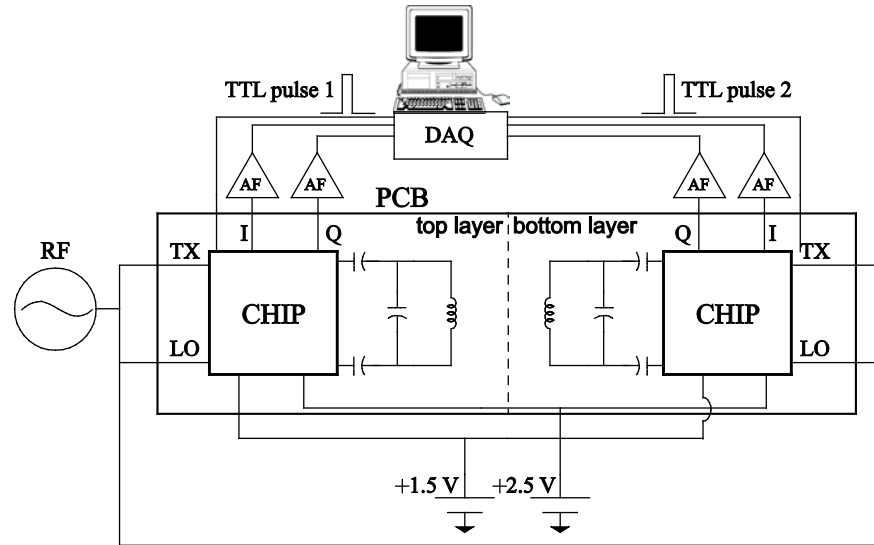 TTL pulse 1
TTL pulse 2
DAQ
AF
AF
AF
AF
PCB
I
Q
top layer
bottom layer
Q
I
RF
TX
TX
CHIP
CHIP
LO
LO
+1.5 V
+2.5 V